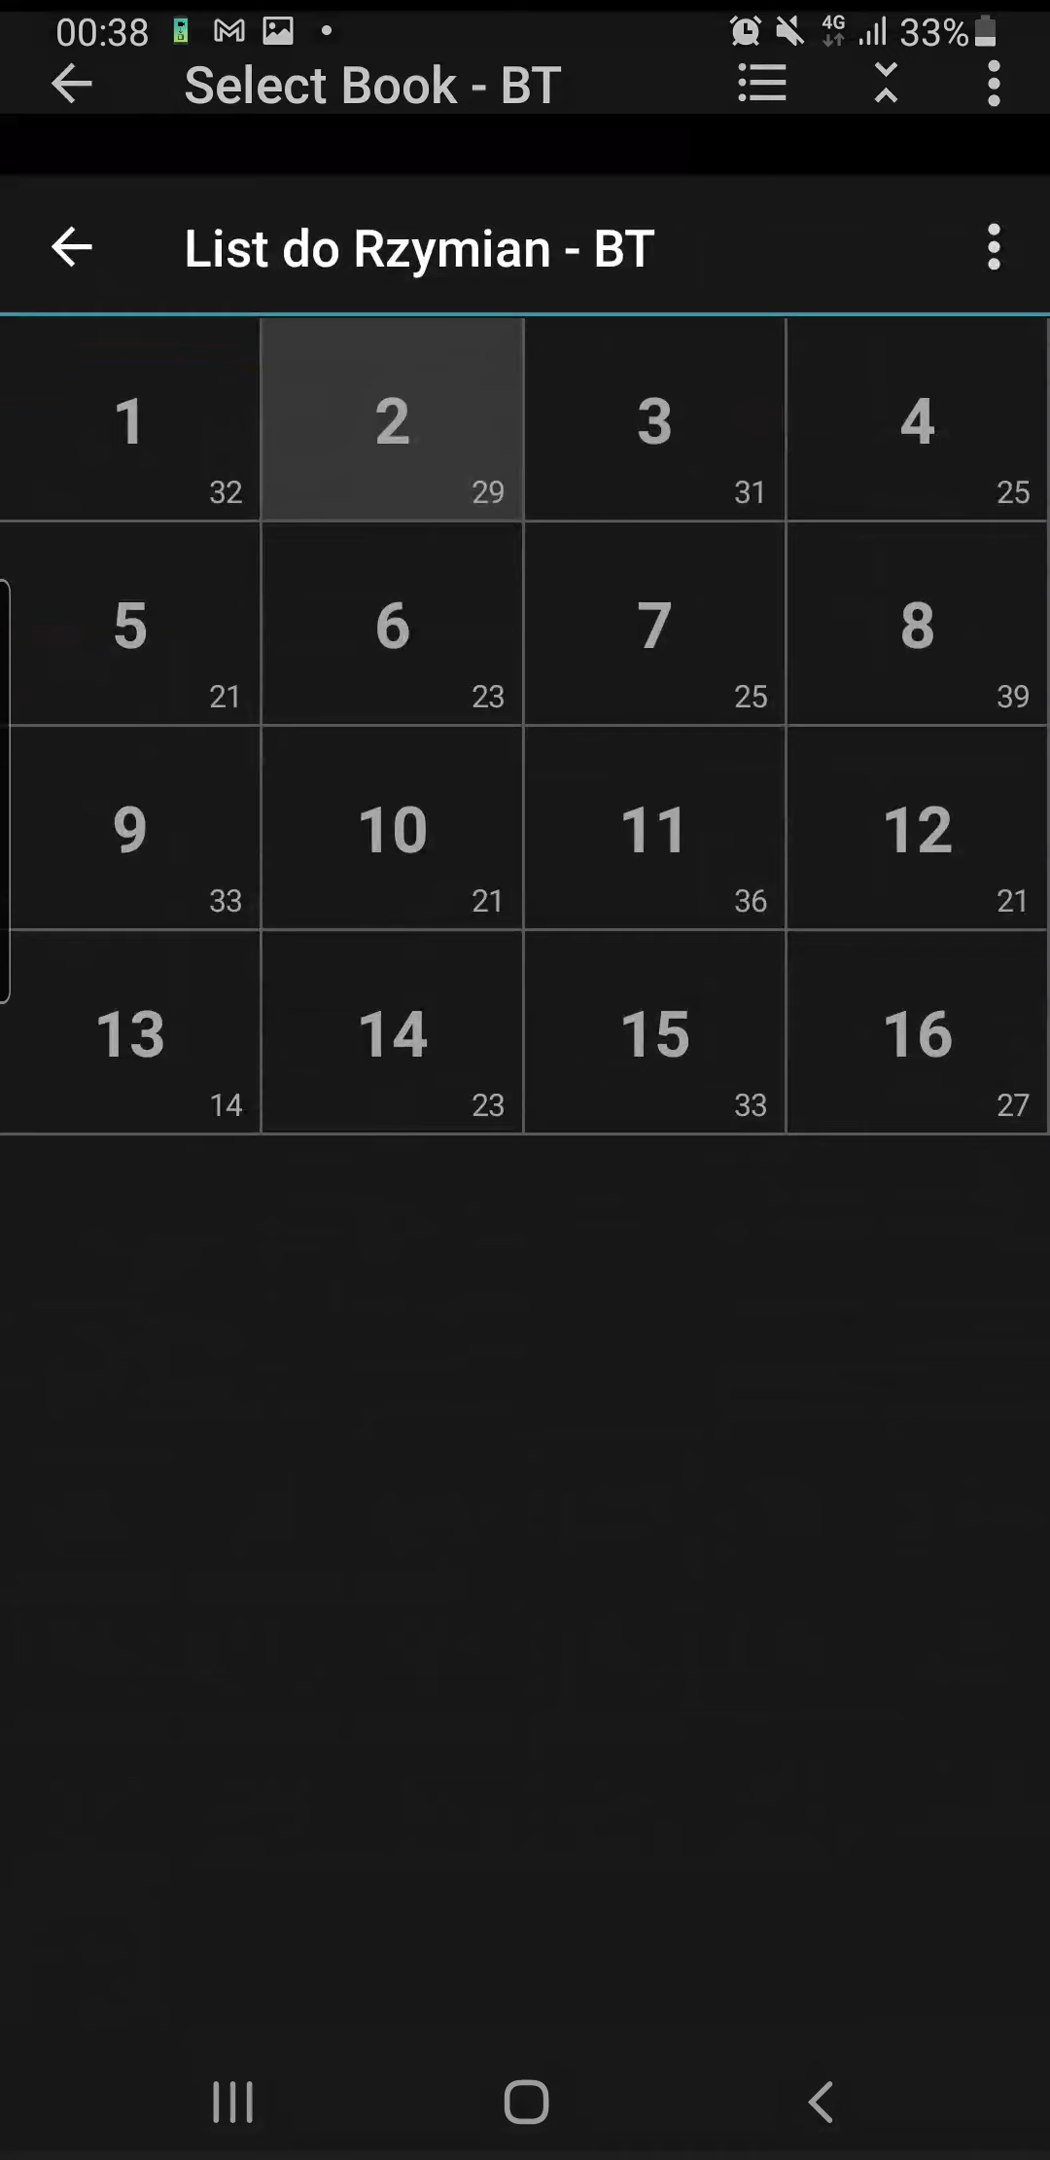 00:38 4G 33%
Select Book - BT
List do Rzymian - BT
1 2 3 4
32 29 31 25
5 6 7 8
21 23 25 39
9 10 11 12
33 21 36 21
13 14 15 16
14 23 33 27